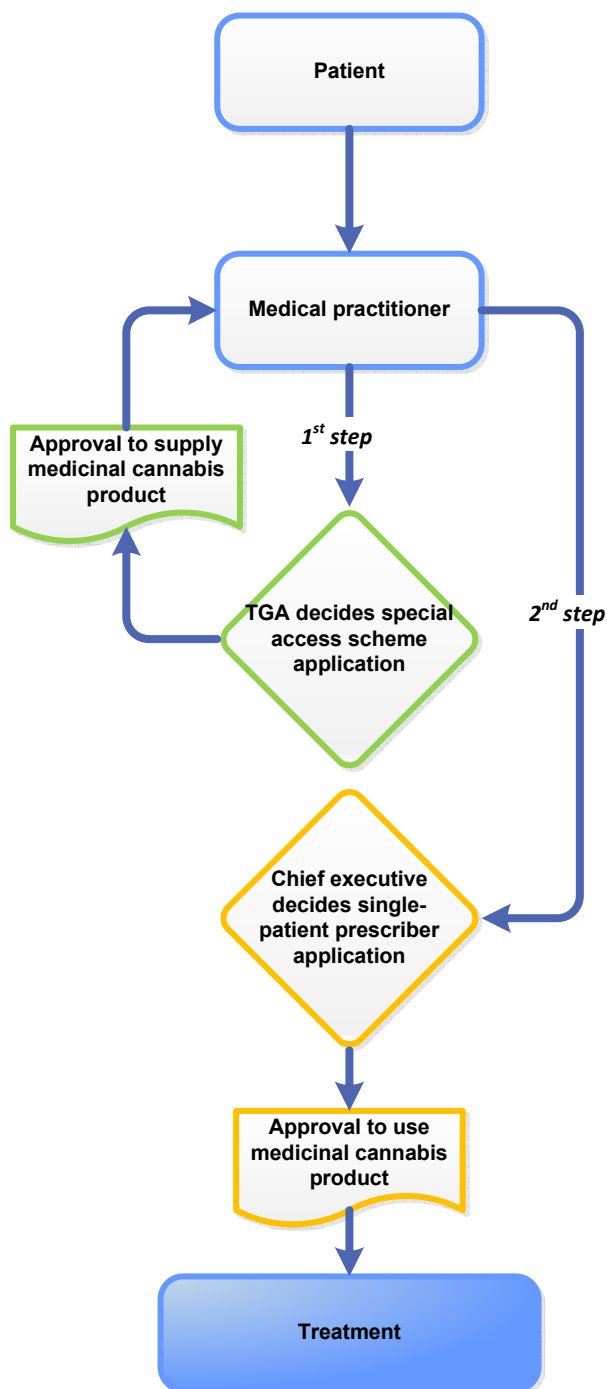 Patient
Medical practitioner
1st step
Approval to supply
medicinal cannabis
product
TGA decides special
access scheme
application
2nd step
Chief executive
decides single-
patient prescriber
application
Approval to use
medicinal cannabis
product
Treatment